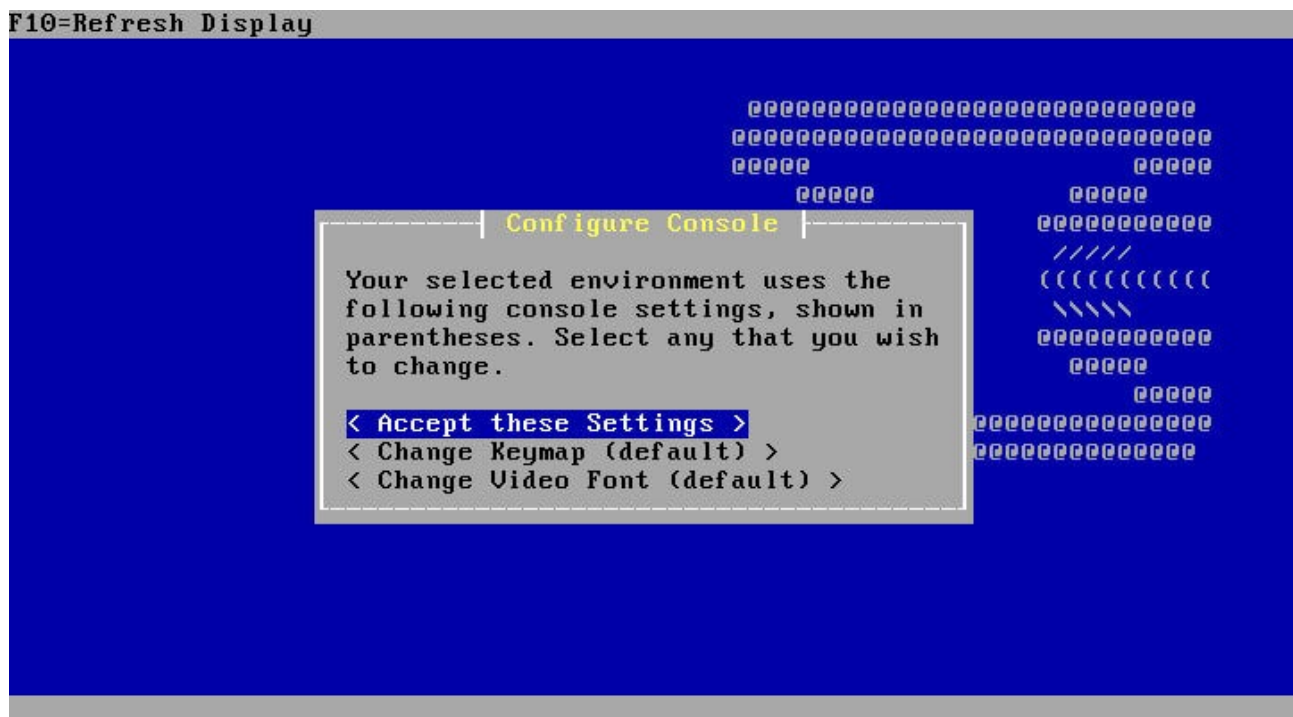 F10=Refresh Display
@@@@@@@@@@@@@@@@@@@@@@@@@@@@
@@@@@@@@@@@@@@@@@@@@@@@@@@@@@@
@@@@@ @@@@@
@@@@@ @@@@@
Configure Console
@@@@@@@@@@@
/////
Your selected environment uses the
(((((((((((
following console settings, shown in
\\\\\
parentheses. Select any that you wish
@@@@@@@@@@@
to change.
@@@@@
@@@@@
< Accept these Settings >
@@@@@@@@@@@@@@@
< Change Keymap (default) >
@@@@@@@@@@@@@@
< Change Video Font (default) >